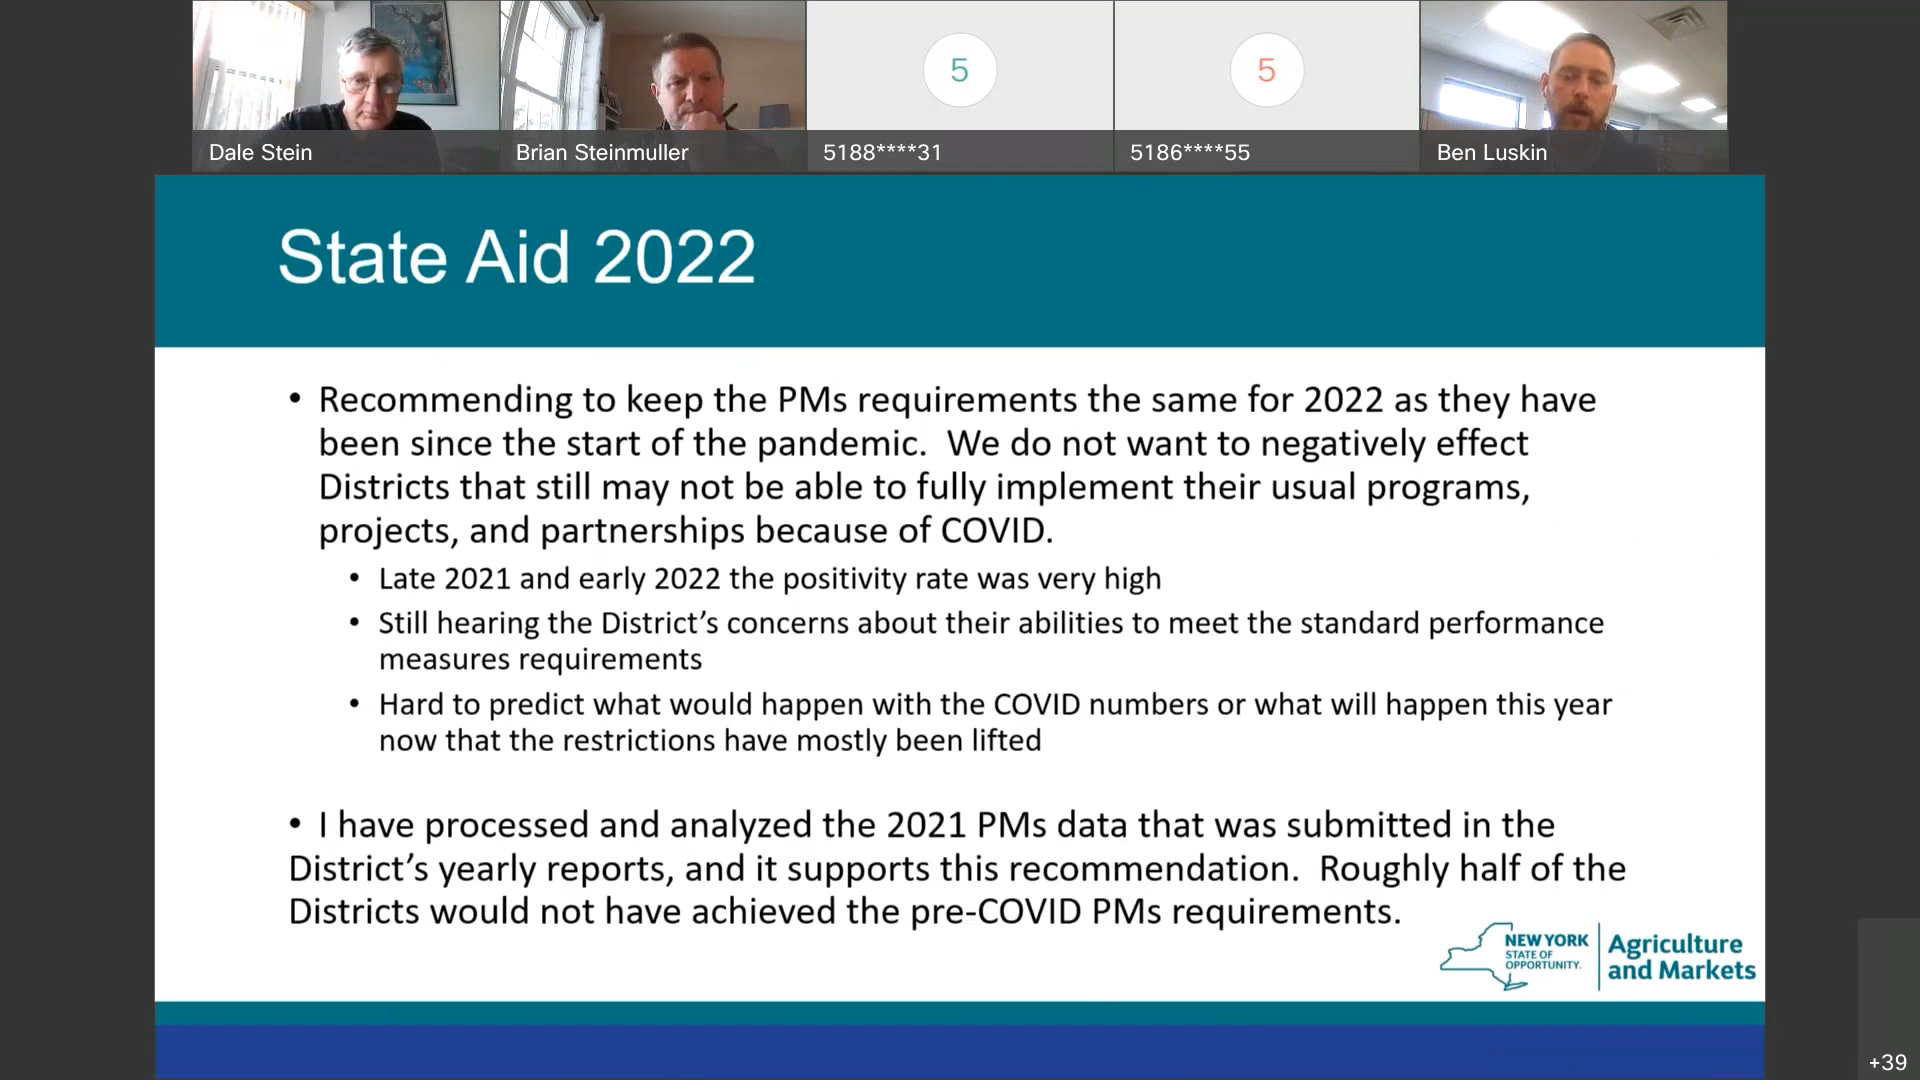 5
5
Dale Stein
Brian Steinmuller
5188****31
5186****55
Ben Luskin
State Aid 2022
• Recommending to keep the PMs requirements the same for 2022 as they have
been since the start of the pandemic.  We do not want to negatively effect
Districts that still may not be able to fully implement their usual programs,
projects, and partnerships because of COVID.
• Late 2021 and early 2022 the positivity rate was very high
• Still hearing the District’s concerns about their abilities to meet the standard performance
measures requirements
• Hard to predict what would happen with the COVID numbers or what will happen this year
now that the restrictions have mostly been lifted
• I have processed and analyzed the 2021 PMs data that was submitted in the
District’s yearly reports, and it supports this recommendation.  Roughly half of the
Districts would not have achieved the pre-COVID PMs requirements.
NEW YORK
STATE OF
OPPORTUNITY.
Agriculture
and Markets
+39